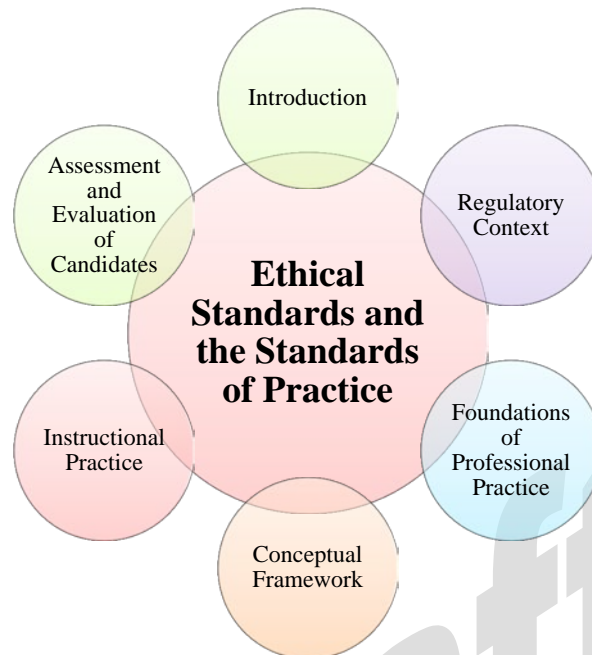 Introduction
Regulatory
Context
Foundations
of
Professional
Practice
Conceptual
Framework
Instructional
Practice
Assessment
and
Evaluation
of
Candidates
Ethical
Standards and
the Standards
of Practice